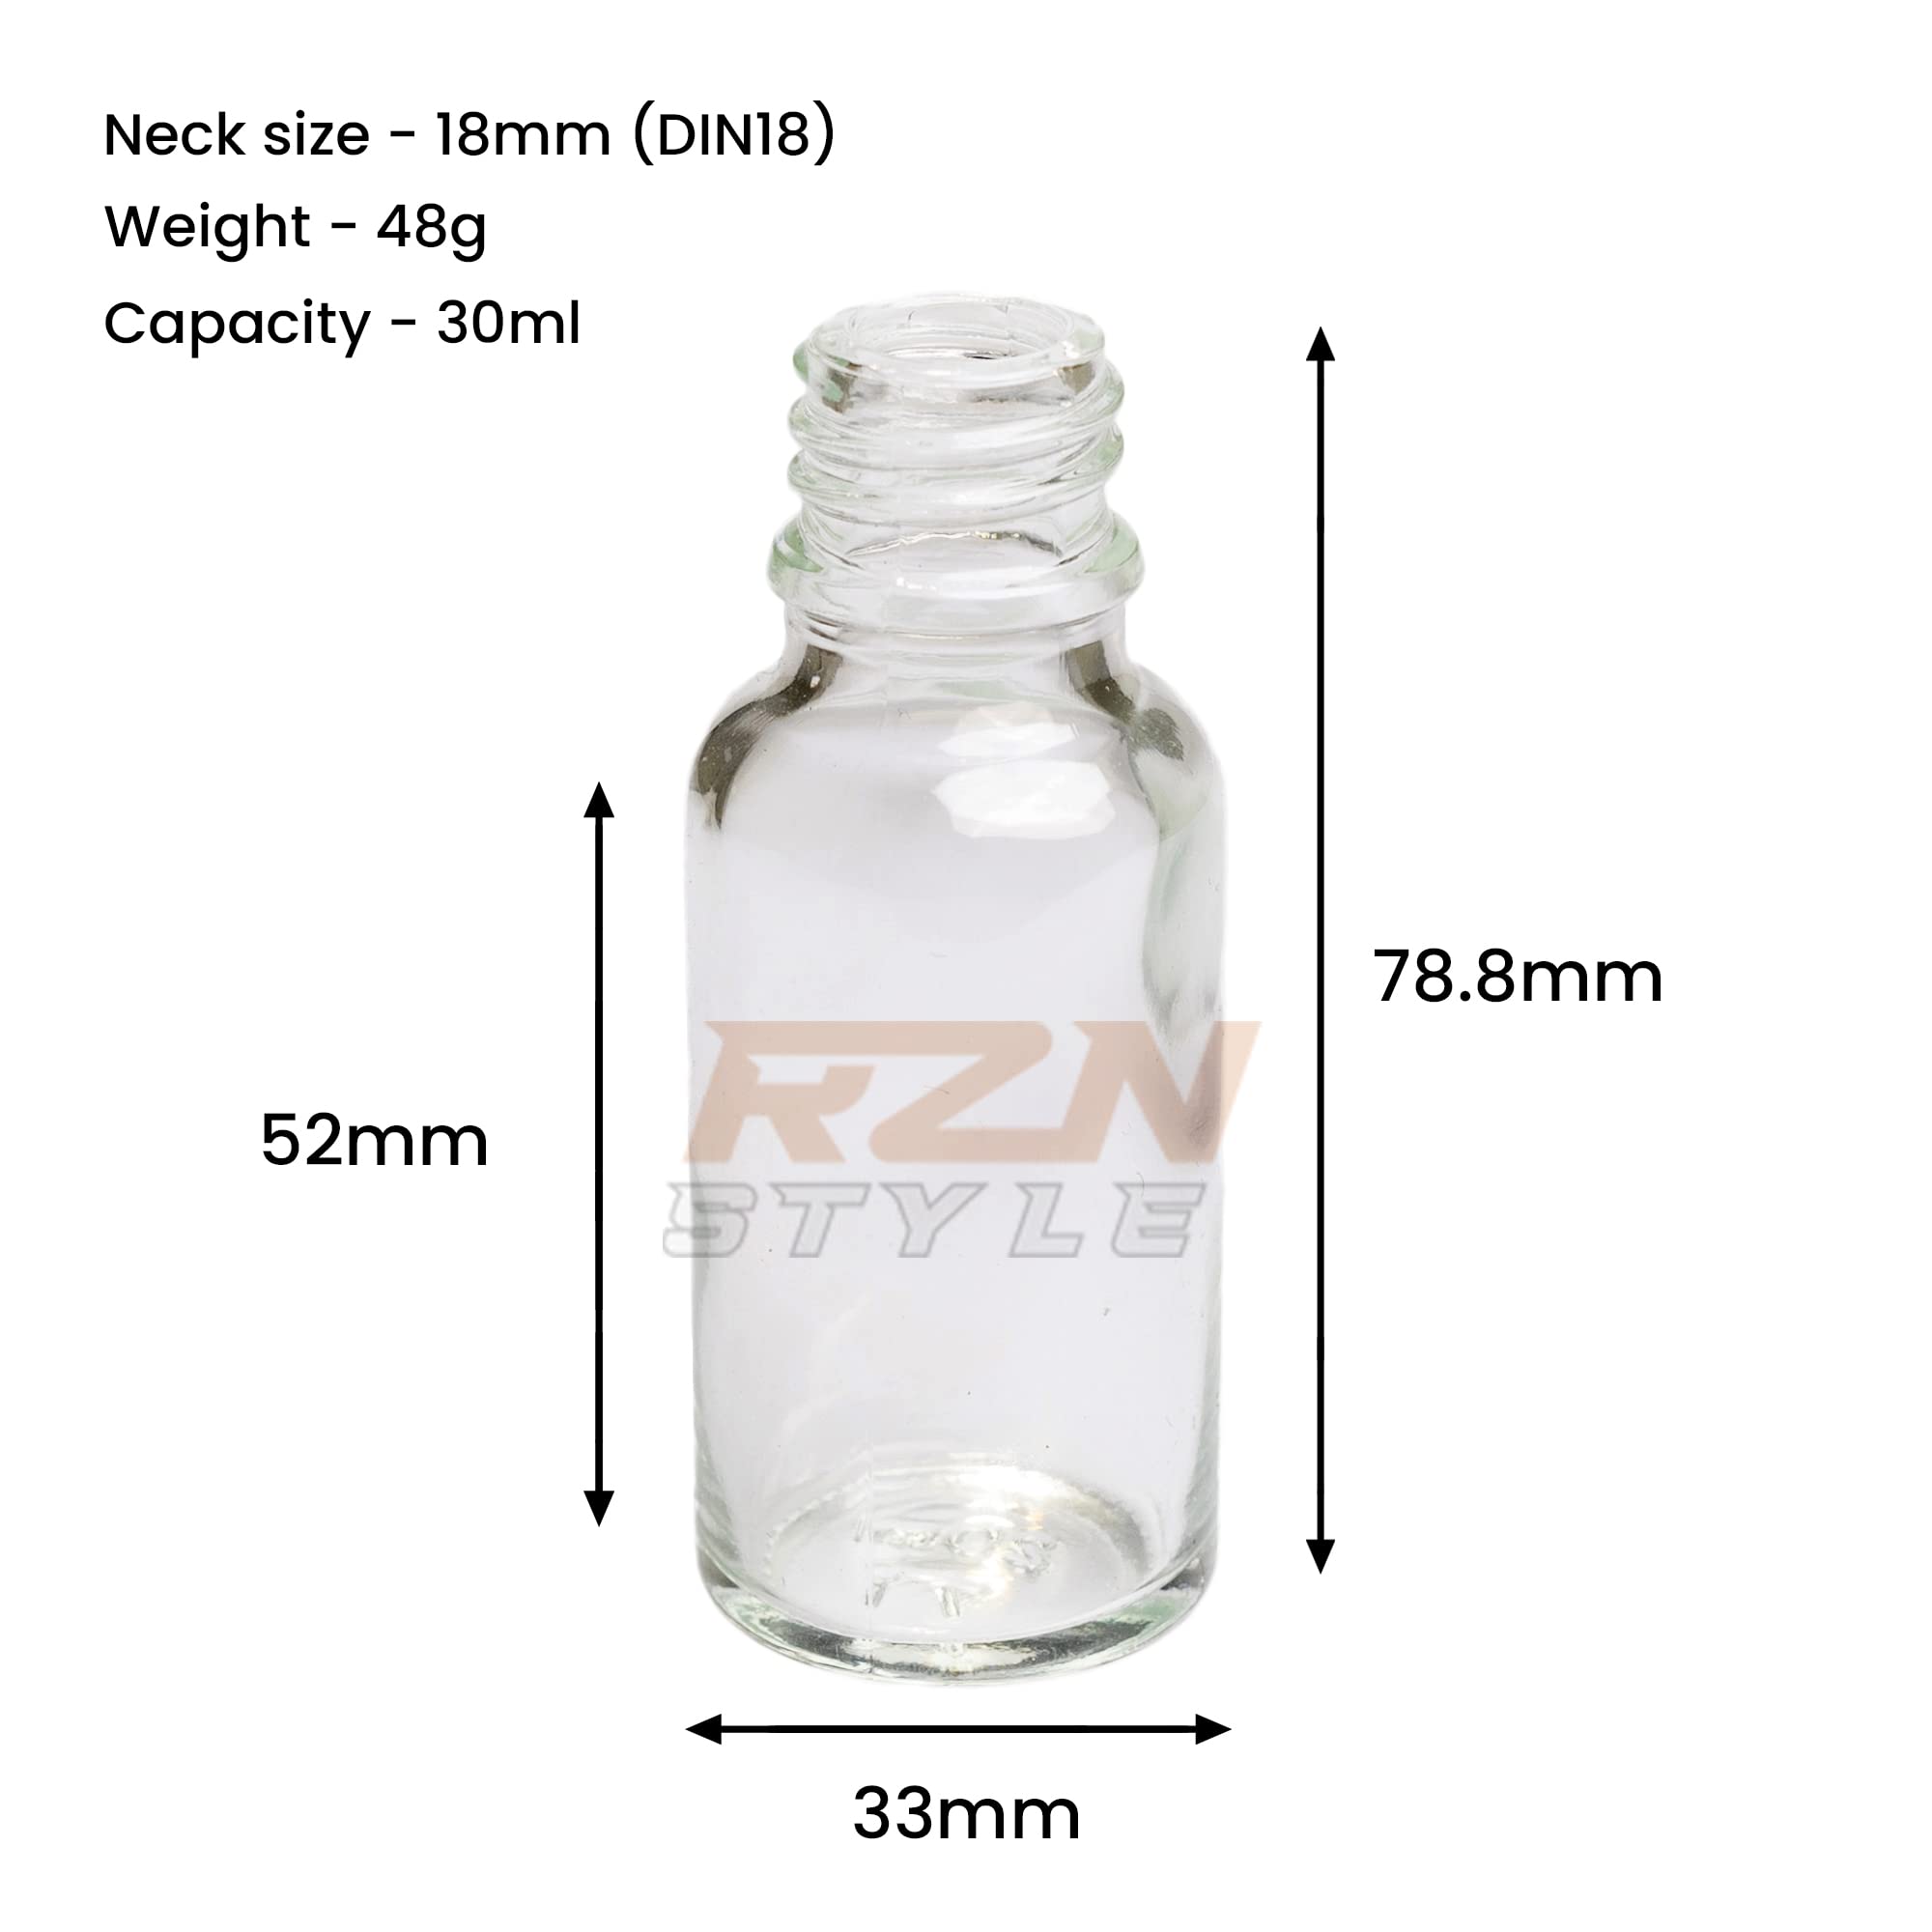 Neck size - 18mm (DIN18)
Weight - 48g
Capacity - 30ml
78.8mm
52mm
RZN
STYLE
33mm